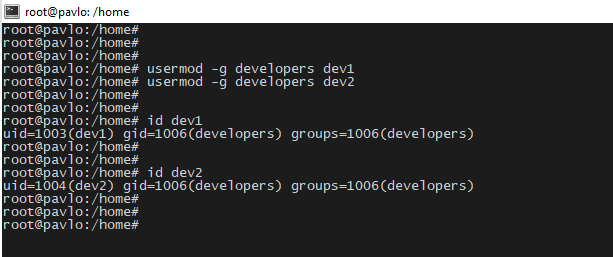 root@pavlo: /home
root@pavlo:/home#
root@pavlo:/home#
root@pavlo:/home#
root@pavlo:/home# usermod -g developers dev1
root@pavlo:/home# usermod -g developers dev2
root@pavlo:/home#
root@pavlo:/home#
root@pavlo:/home# id dev1
uid=1003(dev1) gid=1006(developers) groups=1006(developers)
root@pavlo:/home#
root@pavlo:/home#
root@pavlo:/home# id dev2
uid=1004(dev2) gid=1006(developers) groups=1006(developers)
root@pavlo:/home#
root@pavlo:/home#
root@pavlo:/home#